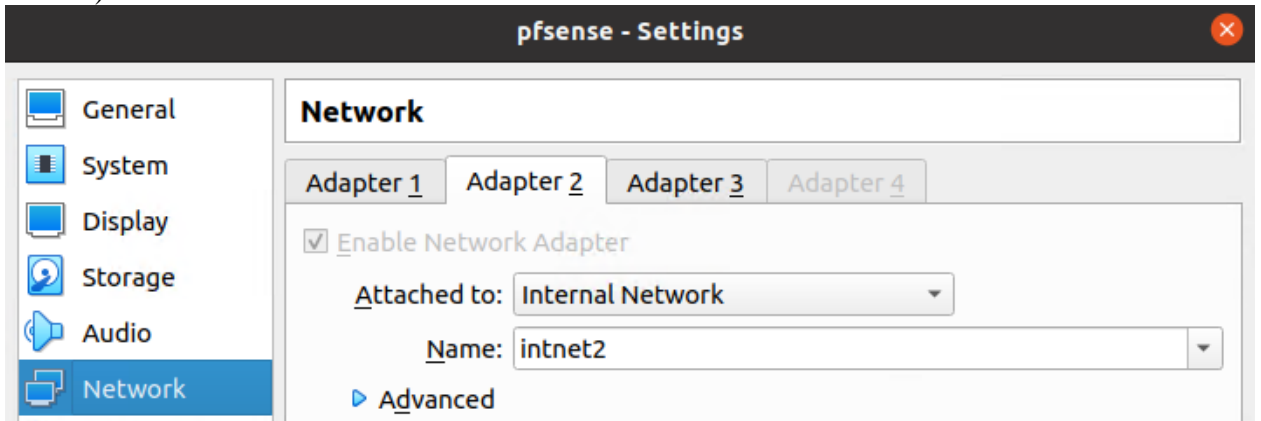 pfsense - Settings
General
System
Display
Storage
Audio
Network
Network
Adapter 1 Adapter 2 Adapter 3 Adapter 4
Enable Network Adapter
Attached to: Internal Network
Name: intnet2
Advanced